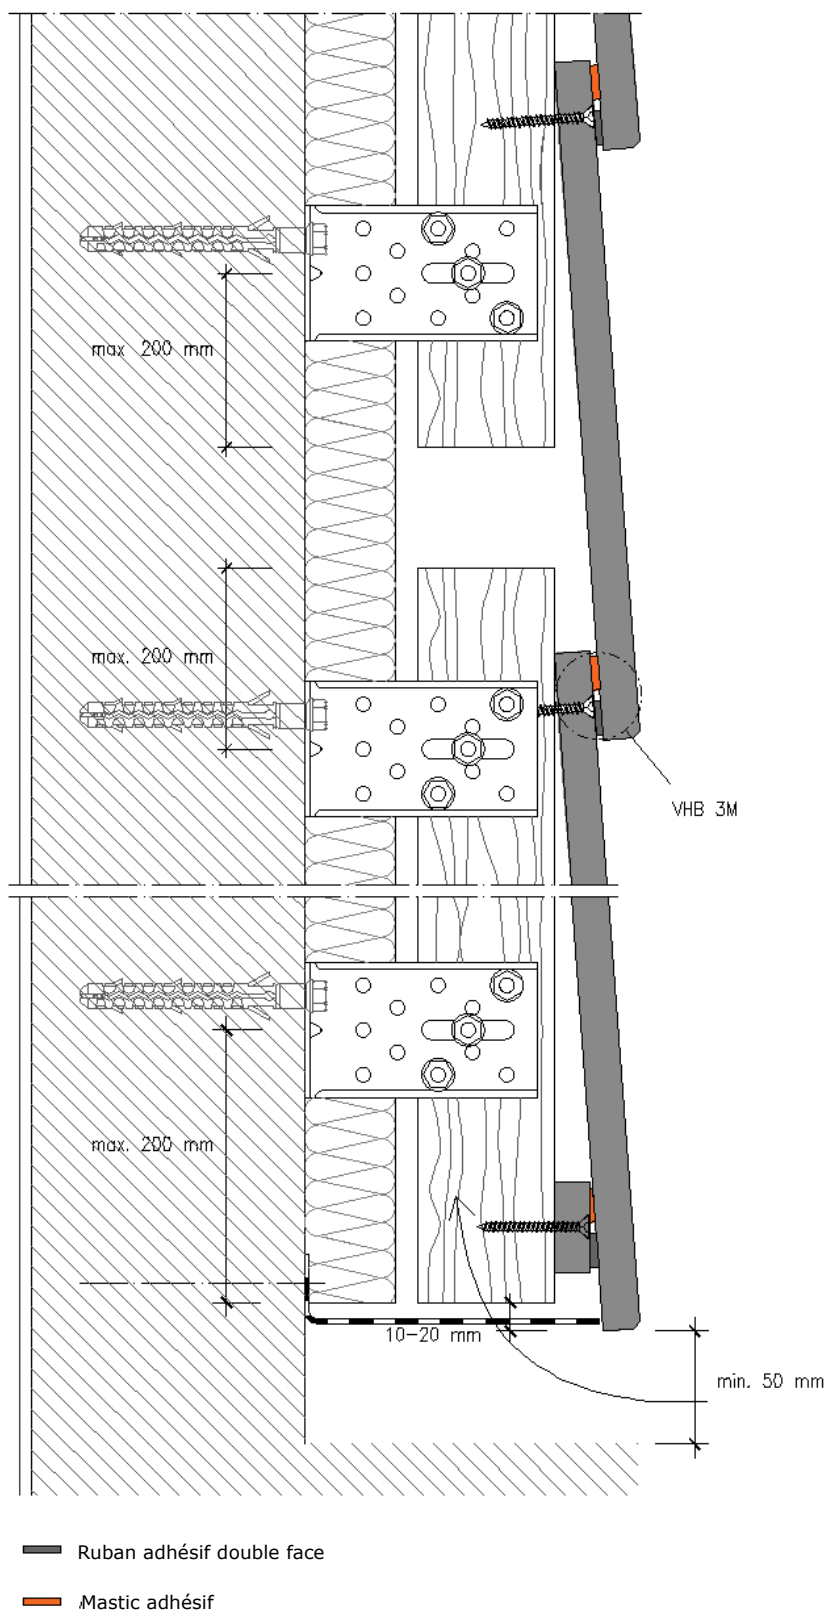 max. 200 mm
max. 200 mm
VHB 3M
max. 200 mm
10-20 mm
min. 50 mm
Ruban adhésif double face
Mastic adhésif